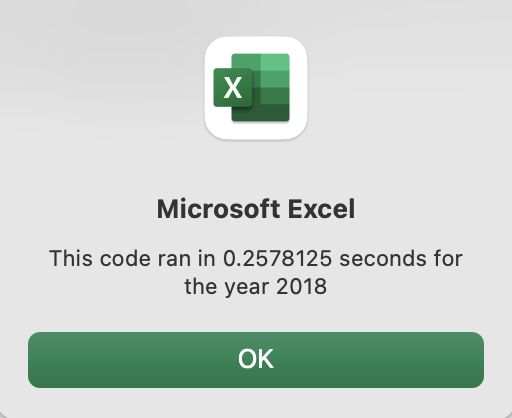 X
Microsoft Excel
This code ran in 0.2578125 seconds for
the year 2018
OK